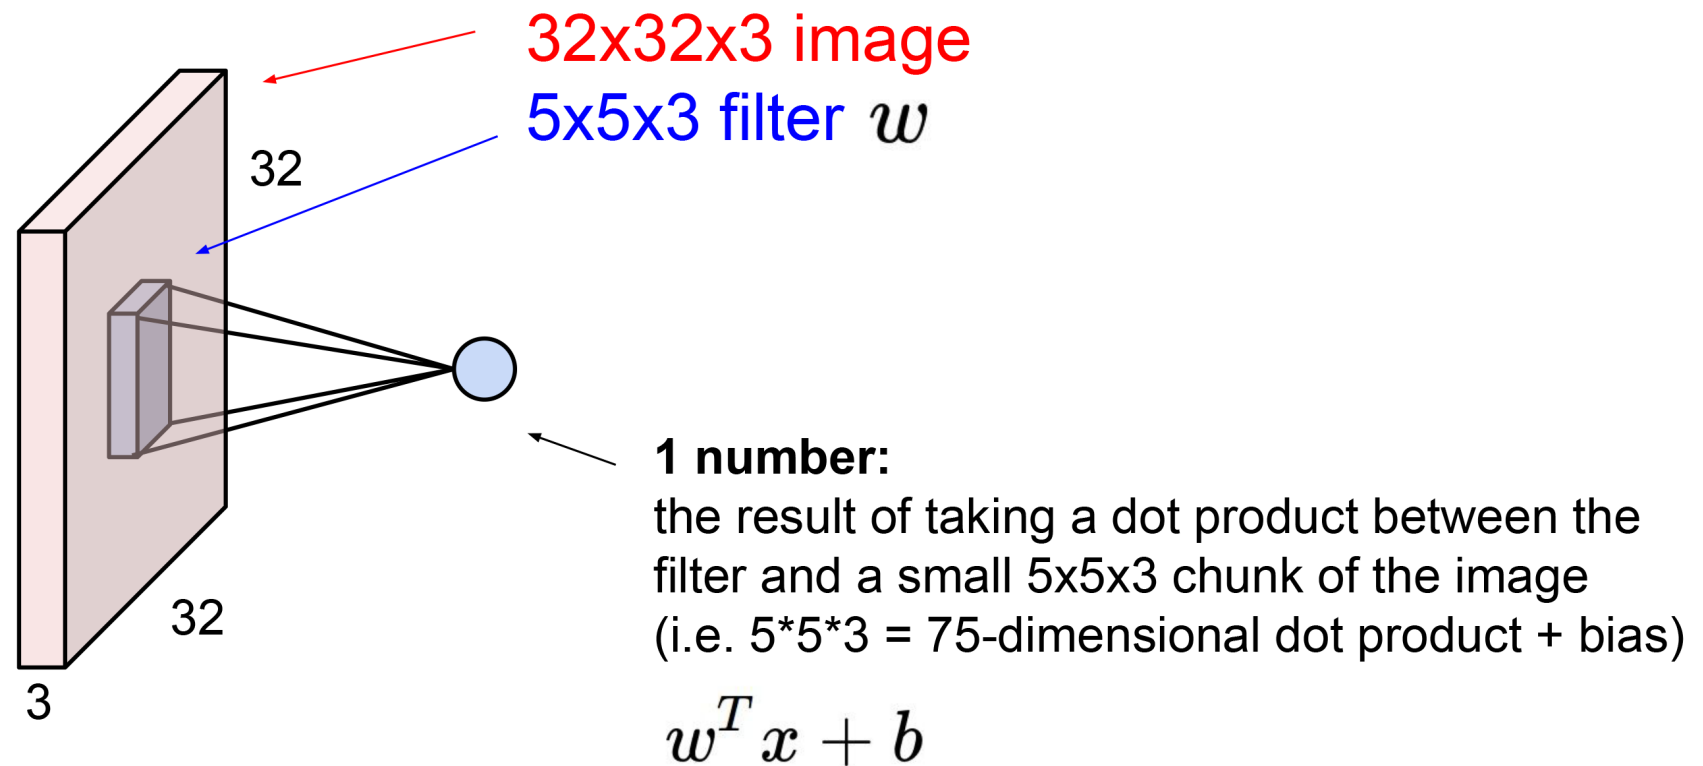 32x32x3 image
5x5x3 filter w
32
32
3
1 number:
the result of taking a dot product between the
filter and a small 5x5x3 chunk of the image
(i.e. 5*5*3 = 75-dimensional dot product + bias)
w^T x + b